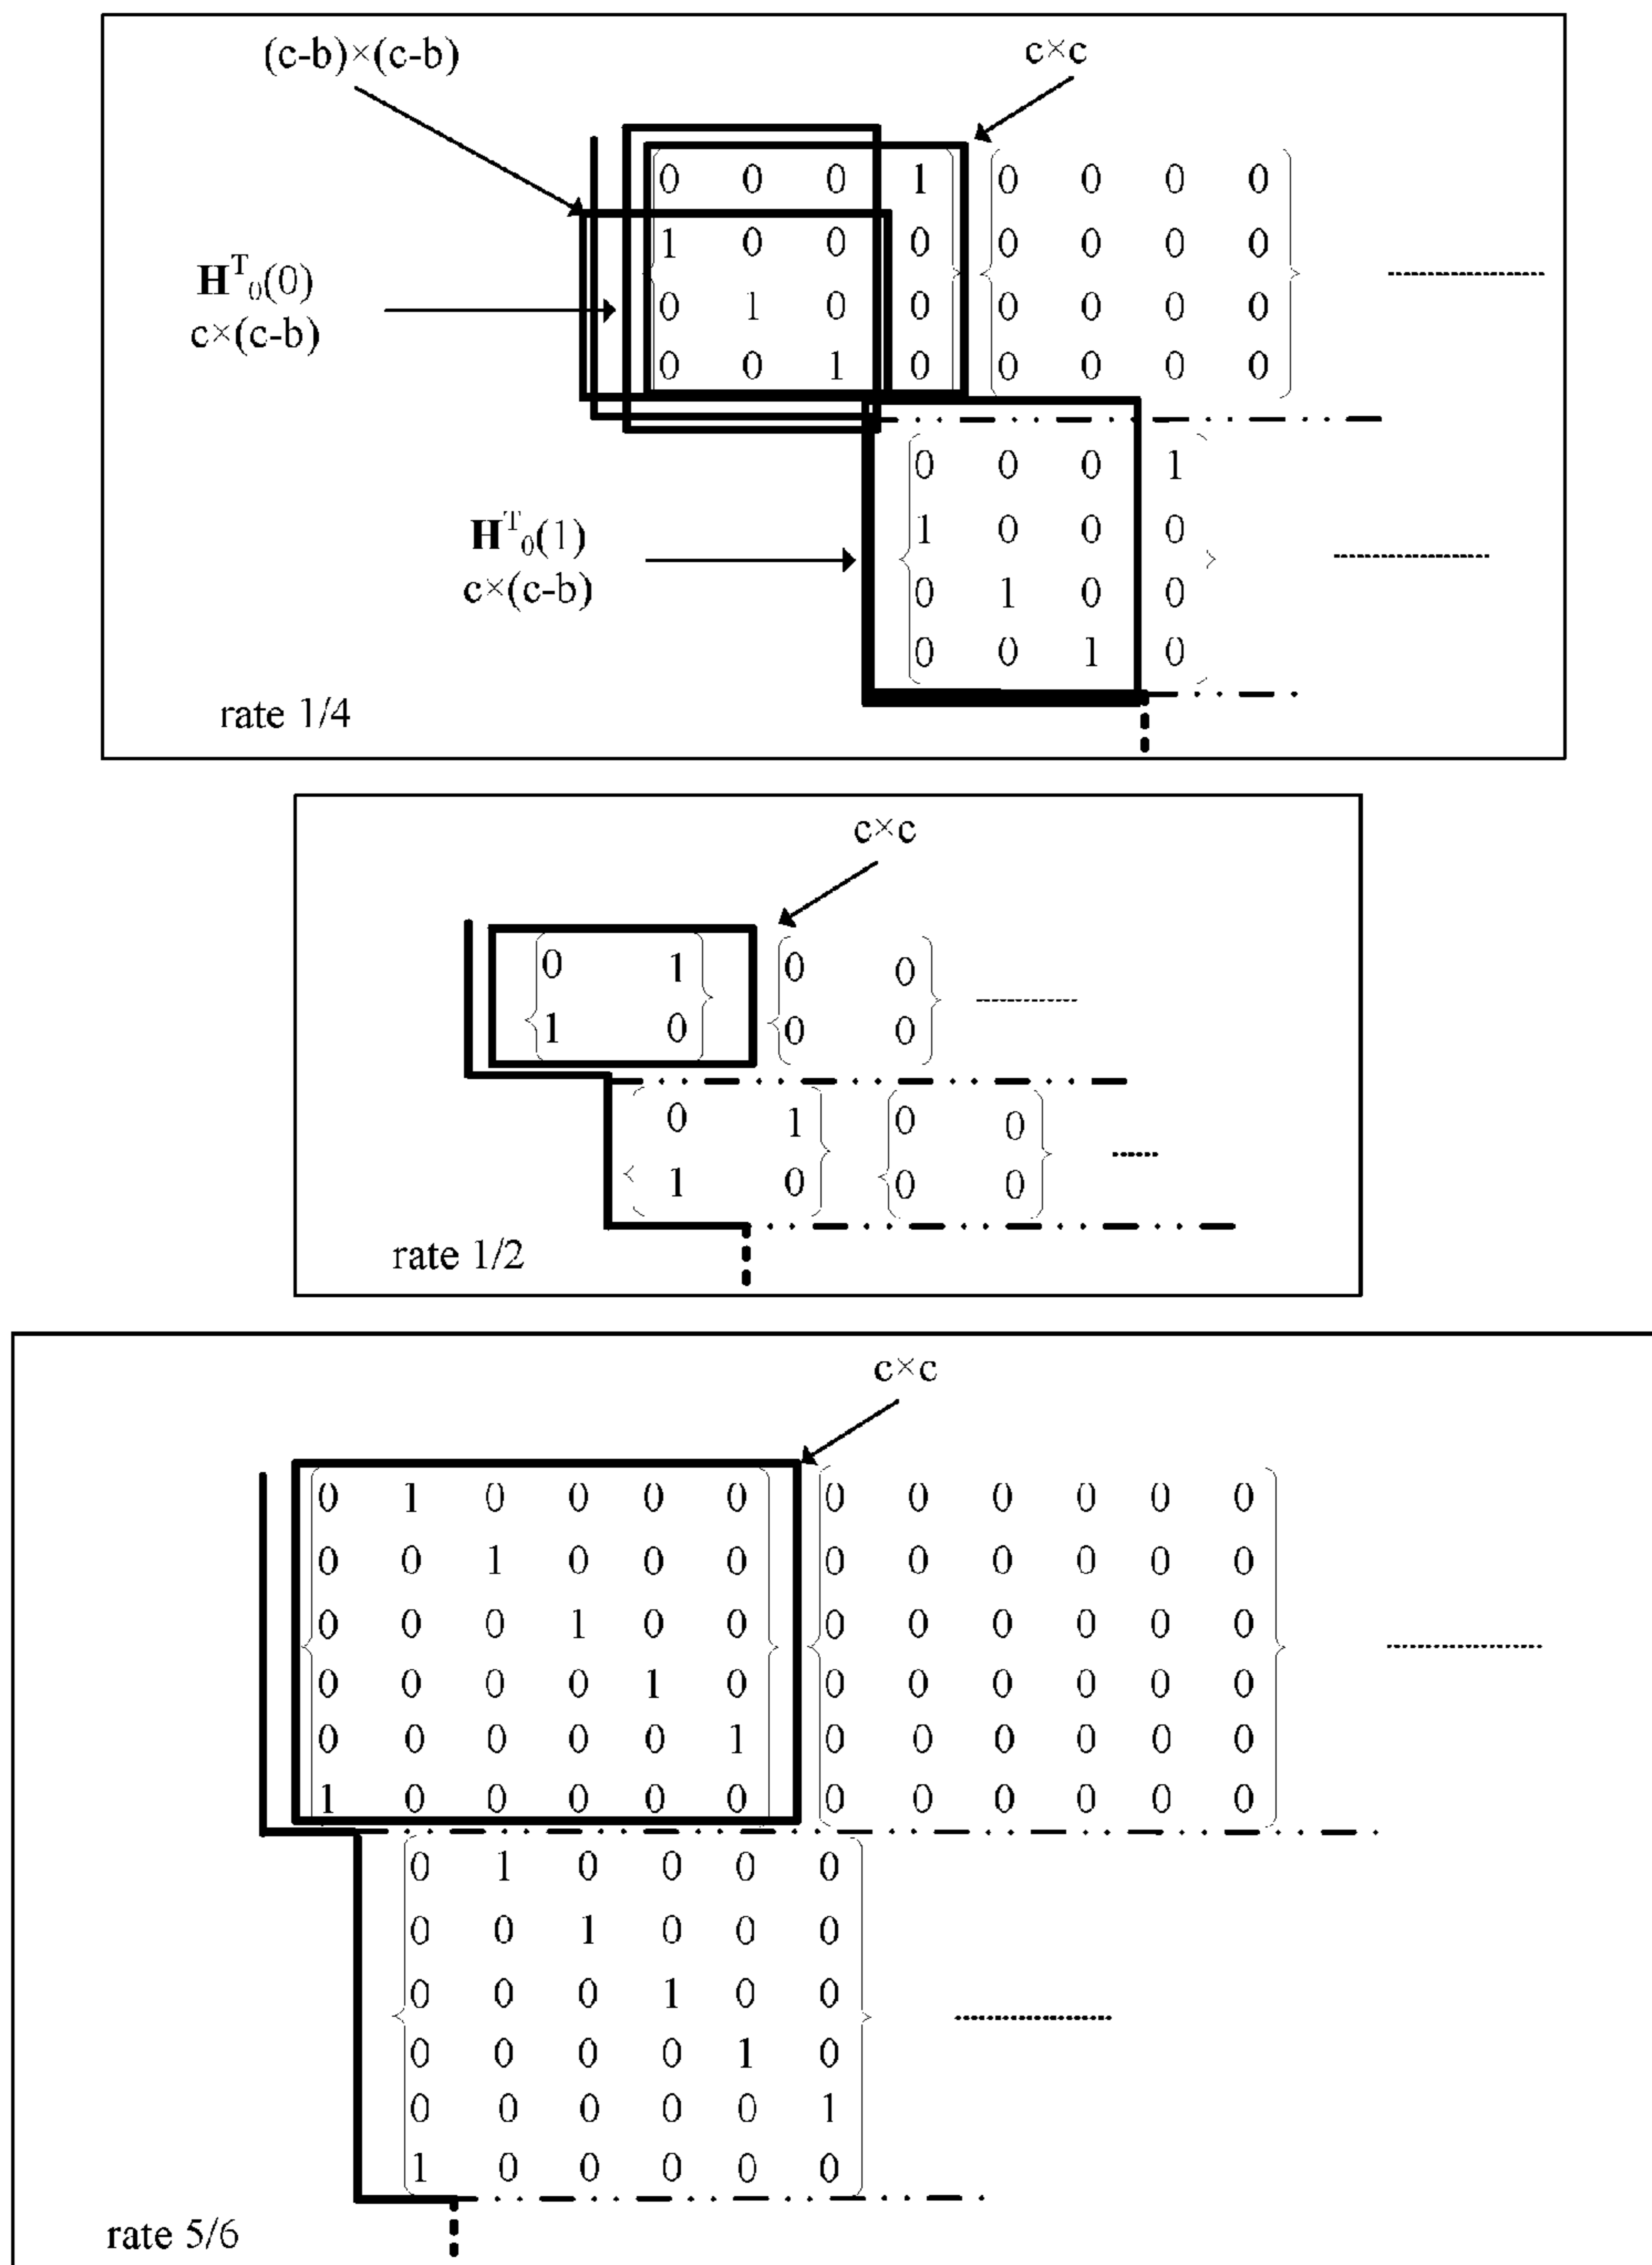 (c-b)×(c-b)
c×c
0 0 0 1 0 0 0 0
1 0 0 0 0 0 0 0
0 1 0 0 0 0 0 0
0 0 1 0 0 0 0 0
H^T_0(0)
c×(c-b)
0 0 0 1
1 0 0 0
0 1 0 0
0 0 1 0
H^T_0(1)
c×(c-b)
rate 1/4
c×c
0 1 0 0
1 0 0 0
0 1 0 0
1 0 0 0
rate 1/2
c×c
0 1 0 0 0 0 0 0 0 0 0 0
0 0 1 0 0 0 0 0 0 0 0 0
0 0 0 1 0 0 0 0 0 0 0 0
0 0 0 0 1 0 0 0 0 0 0 0
0 0 0 0 0 1 0 0 0 0 0 0
1 0 0 0 0 0 0 0 0 0 0 0
0 1 0 0 0 0
0 0 1 0 0 0
0 0 0 1 0 0
0 0 0 0 1 0
0 0 0 0 0 1
1 0 0 0 0 0
rate 5/6